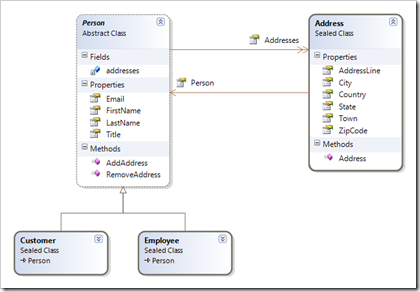 Person
Abstract Class
Fields
addresses
Properties
Email
FirstName
LastName
Title
Methods
AddAddress
RemoveAddress
Addresses
Person
Address
Sealed Class
Properties
AddressLine
City
Country
State
Town
ZipCode
Methods
Address
Customer
Sealed Class
Person
Employee
Sealed Class
Person